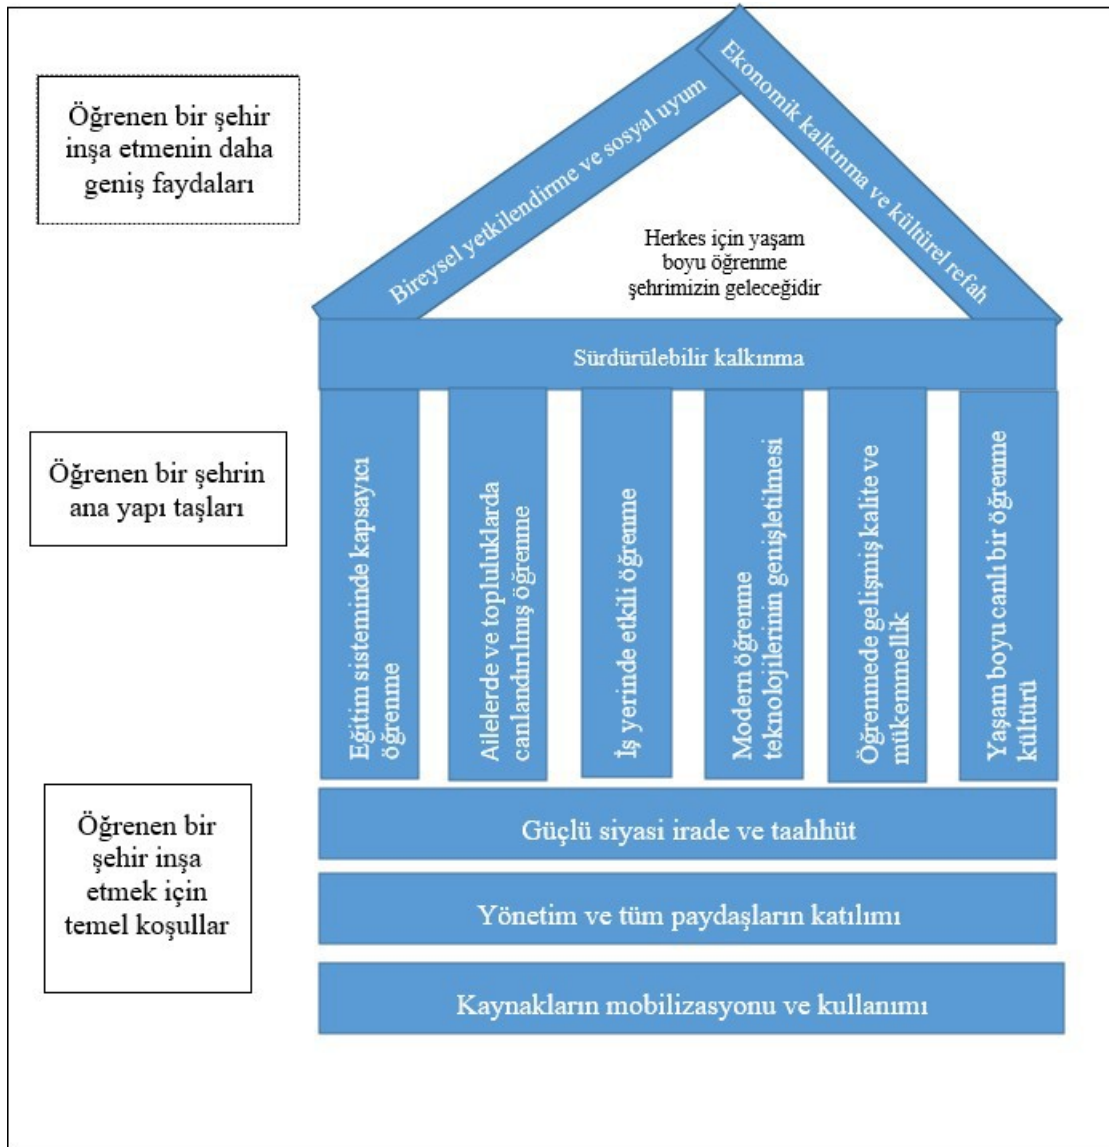 Öğrenen bir şehir
inşa etmenin daha
geniş faydaları
Bireysel yetkilendirme ve sosyal uyum
Ekonomik kalkınma ve kültürel refah
Herkes için yaşam
boyu öğrenme
şehrimizin geleceğidir
Sürdürülebilir kalkınma
Öğrenen bir şehrin
ana yapı taşları
Eğitim sisteminde kapsayıcı
öğrenme
Ailelerde ve topluluklarda
canlandırılmış öğrenme
İş yerinde etkili öğrenme
Modern öğrenme
teknolojilerinin genişletilmesi
Öğrenmede gelişmiş kalite ve
mükemmellik
Yaşam boyu canlı bir öğrenme
kültürü
Öğrenen bir
şehir inşa
etmek için
temel koşullar
Güçlü siyasi irade ve taahhüt
Yönetim ve tüm paydaşların katılımı
Kaynakların mobilizasyonu ve kullanımı